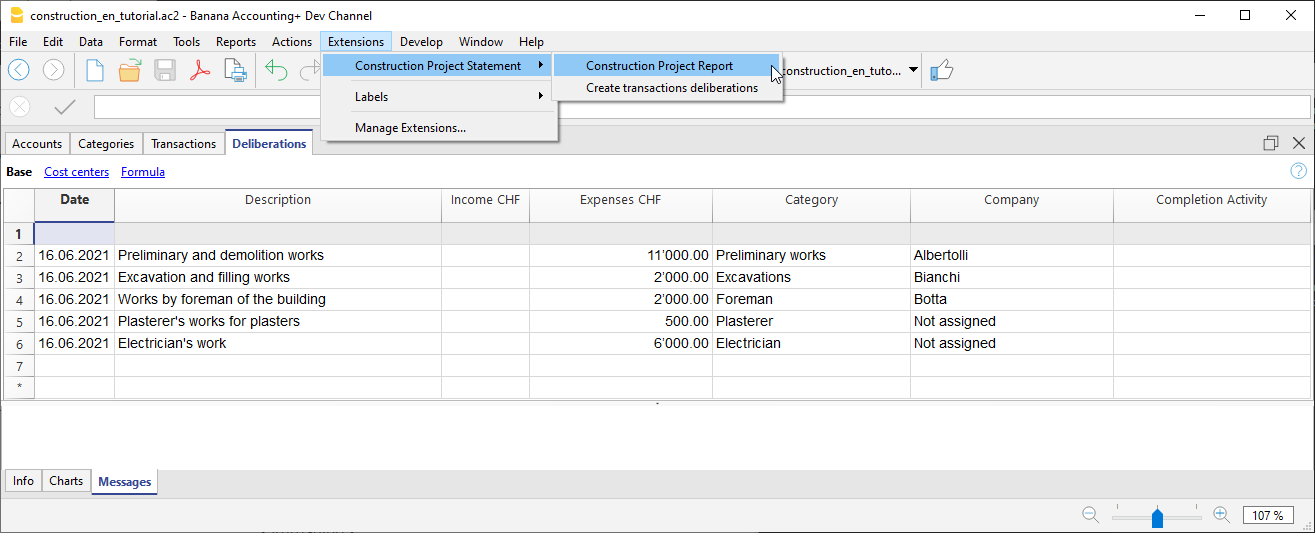 construction_en_tutorial.ac2 - Banana Accounting+ Dev Channel
File Edit Data Format Tools Reports Actions Extensions Develop Window Help
Construction Project Statement
Construction Project Report
construction_en_tuto...
Create transactions deliberations
Labels
Manage Extensions...
Accounts Categories Transactions Deliberations
Base Cost centers Formula ?
Date Description Income CHF Expenses CHF Category Company Completion Activity
1
2 16.06.2021 Preliminary and demolition works 11'000.00 Preliminary works Albertolli
3 16.06.2021 Excavation and filling works 2'000.00 Excavations Bianchi
4 16.06.2021 Works by foreman of the building 2'000.00 Foreman Botta
5 16.06.2021 Plasterer's works for plasters 500.00 Plasterer Not assigned
6 16.06.2021 Electrician's work 6'000.00 Electrician Not assigned
7
*
Info Charts Messages
107 %